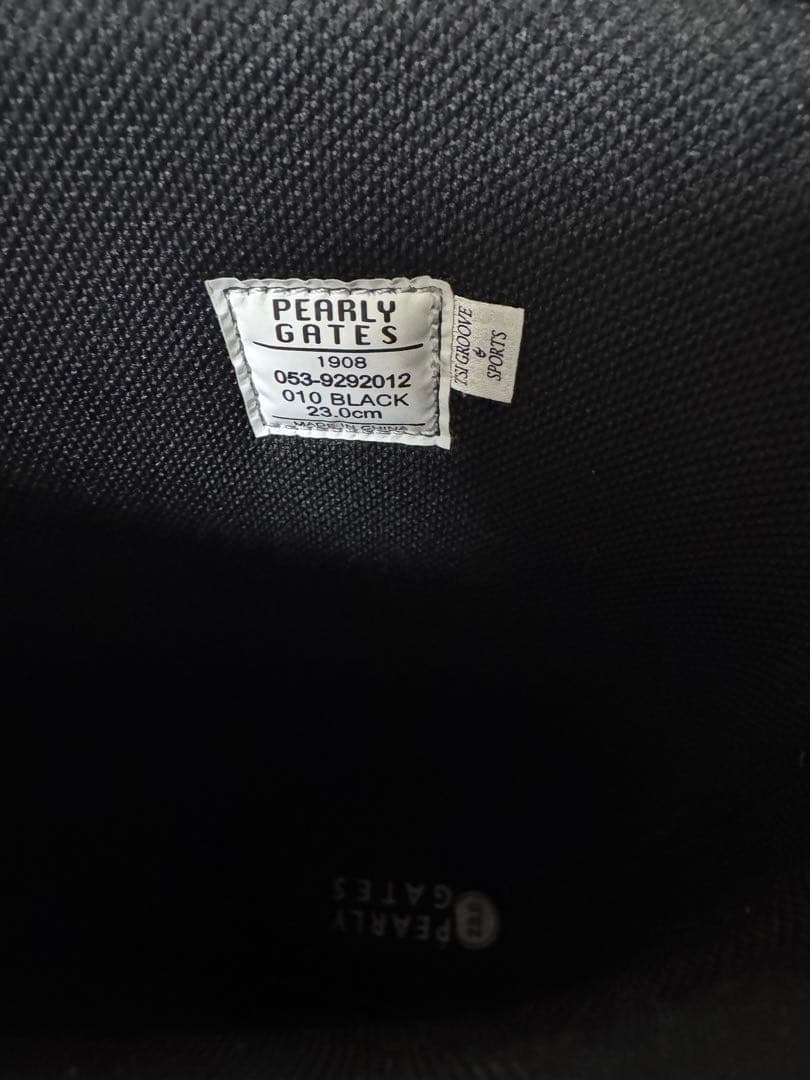 PEARLY
GATES
1908
053-9292012
010 BLACK
23.0cm
MADE IN CHINA
TSI GROOVE
&
SPORTS
PEARLY
GATES